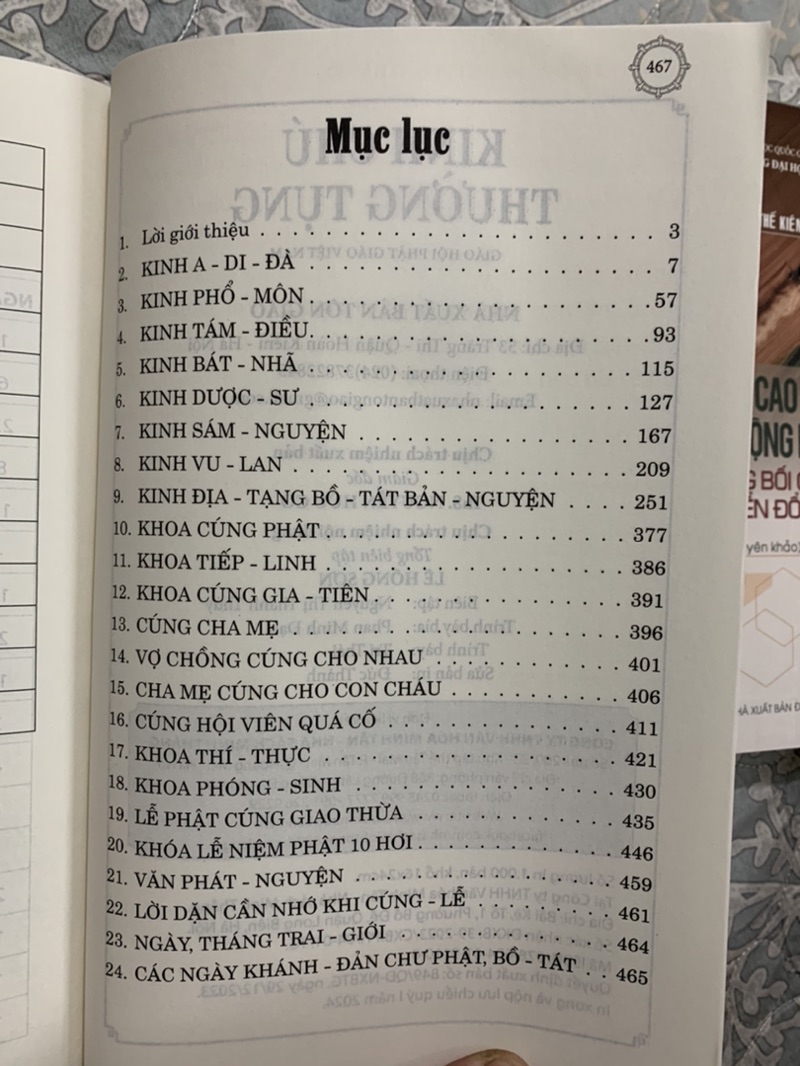 467
Mục lục
1. Lời giới thiệu . . . . . . . . . . . . . . . . . . . . . . . 3
2. KINH A - DI - ĐÀ . . . . . . . . . . . . . . . . . . . . 7
3. KINH PHỔ - MÔN . . . . . . . . . . . . . . . . . . . . 57
4. KINH TÁM - ĐIỀU. . . . . . . . . . . . . . . . . . . . 93
5. KINH BÁT - NHÃ . . . . . . . . . . . . . . . . . . . 115
6. KINH DƯỢC - SƯ . . . . . . . . . . . . . . . . . . . 127
7. KINH SÁM - NGUYỆN . . . . . . . . . . . . . . . . 167
8. KINH VU - LAN . . . . . . . . . . . . . . . . . . . . 209
9. KINH ĐỊA - TẠNG BỒ - TÁT BẢN - NGUYỆN . . . . 251
10. KHOA CÚNG PHẬT . . . . . . . . . . . . . . . . . . 377
11. KHOA TIẾP - LINH . . . . . . . . . . . . . . . . . . 386
12. KHOA CÚNG GIA - TIÊN . . . . . . . . . . . . . . . 391
13. CÚNG CHA MẸ . . . . . . . . . . . . . . . . . . . . 396
14. VỢ CHỒNG CÚNG CHO NHAU . . . . . . . . . . . . 401
15. CHA MẸ CÚNG CHO CON CHÁU . . . . . . . . . . . 406
16. CÚNG HỘI VIÊN QUÁ CỐ . . . . . . . . . . . . . . 411
17. KHOA THÍ - THỰC . . . . . . . . . . . . . . . . . . 421
18. KHOA PHÓNG - SINH . . . . . . . . . . . . . . . . 430
19. LỄ PHẬT CÚNG GIAO THỪA . . . . . . . . . . . . . 435
20. KHÓA LỄ NIỆM PHẬT 10 HƠI . . . . . . . . . . . . 446
21. VĂN PHÁT - NGUYỆN . . . . . . . . . . . . . . . . 459
22. LỜI DẶN CẦN NHỚ KHI CÚNG - LỄ . . . . . . . . . 461
23. NGÀY, THÁNG TRAI - GIỚI . . . . . . . . . . . . . 464
24. CÁC NGÀY KHÁNH - ĐẢN CHƯ PHẬT, BỒ - TÁT . . 465
CAO
BỐI
yên khảo)
XUẤT BẢN